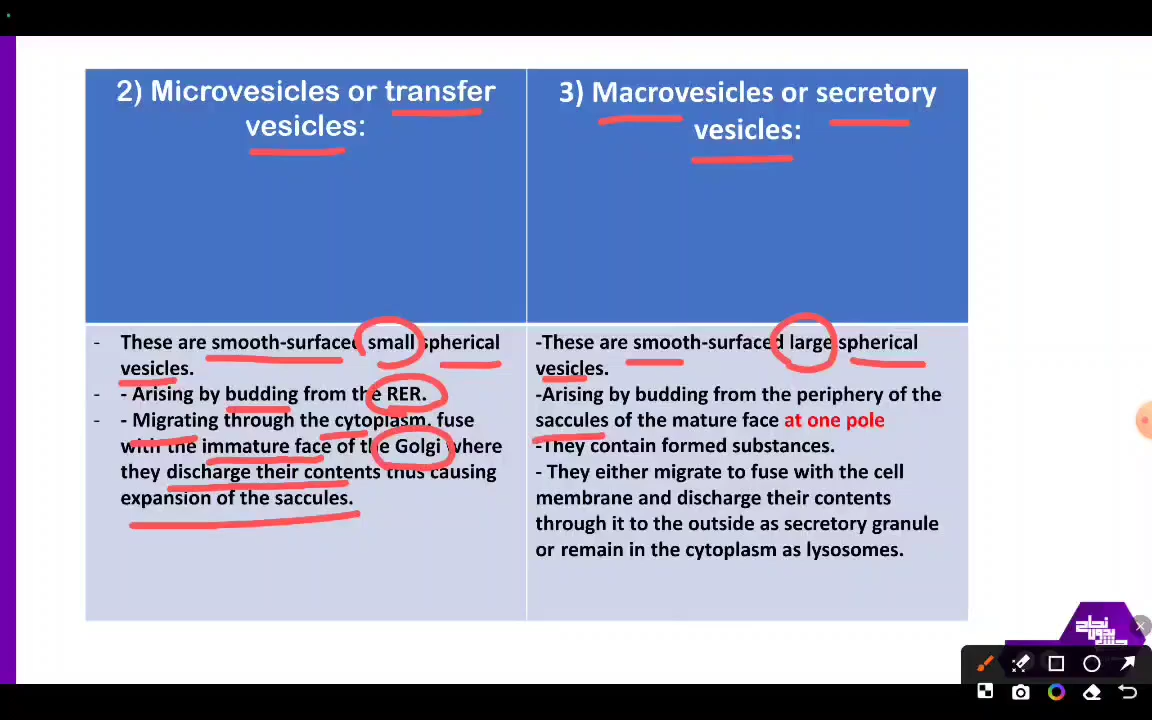 2) Microvesicles or transfer
vesicles:
3) Macrovesicles or secretory
vesicles:
- These are smooth-surfaced small spherical
vesicles.
- - Arising by budding from the RER.
- - Migrating through the cytoplasm, fuse
with the immature face of the Golgi where
they discharge their contents thus causing
expansion of the saccules.
-These are smooth-surfaced large spherical
vesicles.
-Arising by budding from the periphery of the
saccules of the mature face at one pole
-They contain formed substances.
- They either migrate to fuse with the cell
membrane and discharge their contents
through it to the outside as secretory granule
or remain in the cytoplasm as lysosomes.